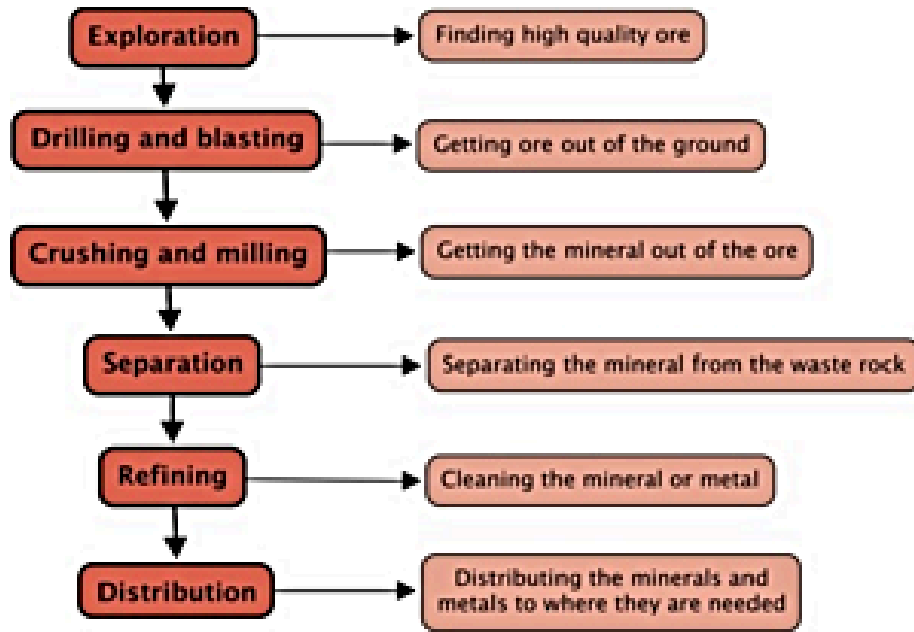 Exploration
Finding high quality ore
Drilling and blasting
Getting ore out of the ground
Crushing and milling
Getting the mineral out of the ore
Separation
Separating the mineral from the waste rock
Refining
Cleaning the mineral or metal
Distribution
Distributing the minerals and
metals to where they are needed